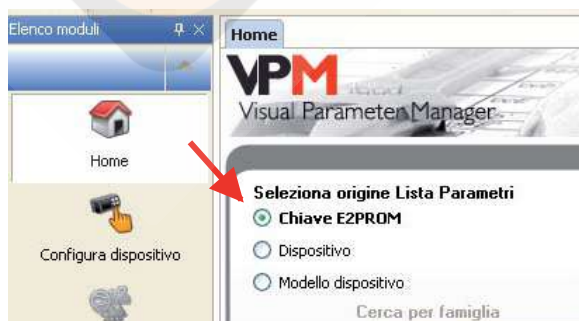 Elenco moduli
Home
Configura dispositivo
Home
VPM
Visual Parameter Manager
Seleziona origine Lista Parametri
Chiave E2PROM
Dispositivo
Modello dispositivo
Cerca per famiglia